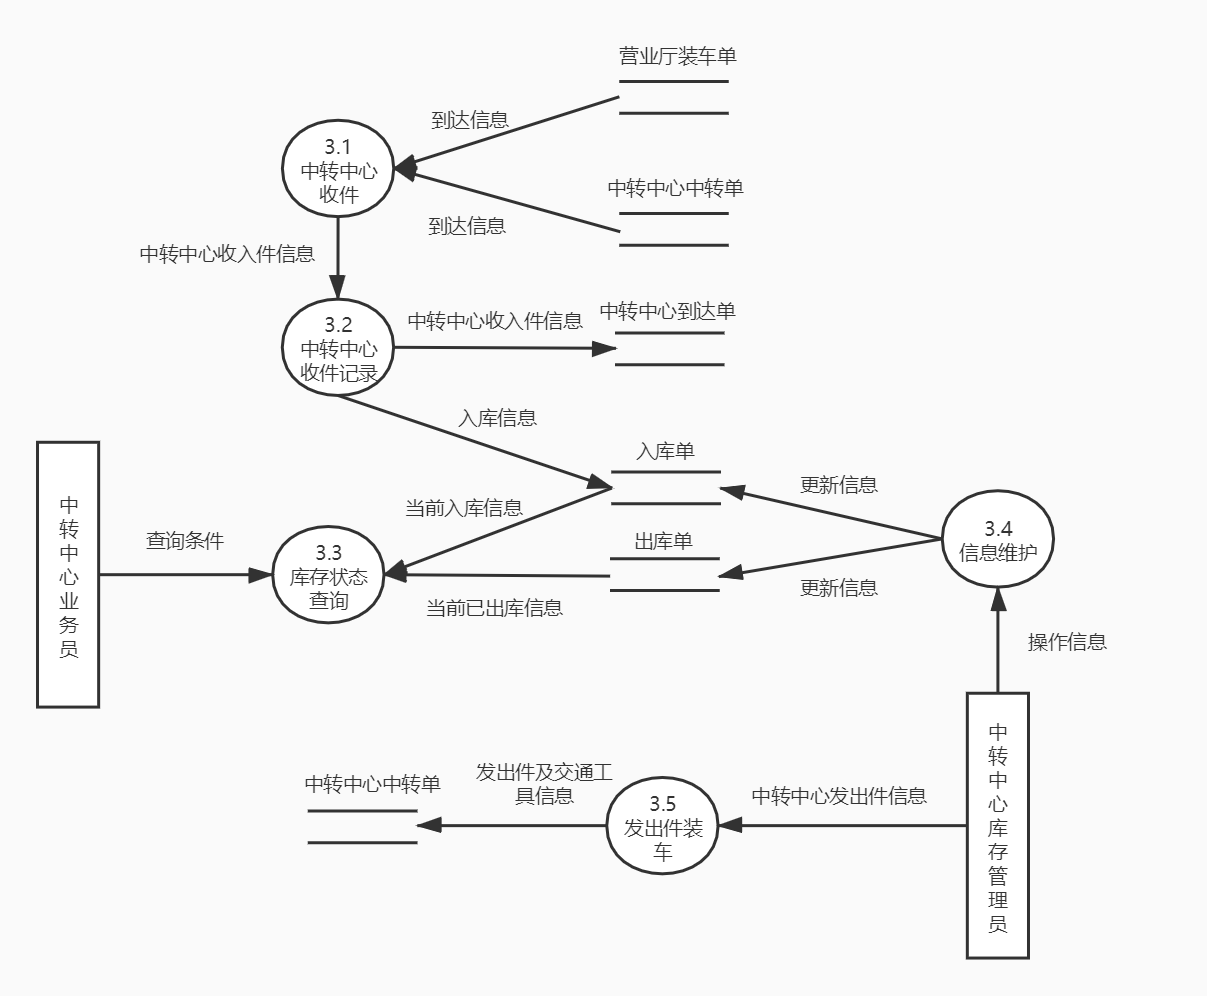 营业厅装车单
到达信息
3.1
中转中心
收件
中转中心中转单
到达信息
中转中心收入件信息
3.2
中转中心
收件记录
中转中心收入件信息
中转中心到达单
入库信息
入库单
当前入库信息
更新信息
中转中心业务员
查询条件
3.3
库存状态
查询
出库单
当前已出库信息
更新信息
3.4
信息维护
操作信息
中转中心库存管理员
中转中心中转单
发出件及交通工
具信息
3.5
发出件装
车
中转中心发出件信息